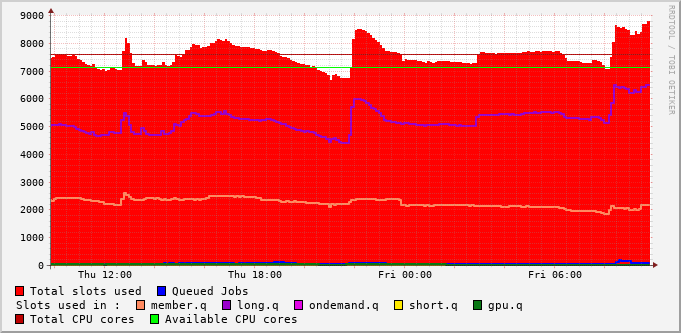 9000
8000
7000
6000
5000
4000
3000
2000
1000
0
Thu 12:00 Thu 18:00 Fri 00:00 Fri 06:00
RRDTOOL / TOBI OETIKER
Total slots used Queued Jobs
Slots used in : member.q long.q ondemand.q short.q gpu.q
Total CPU cores Available CPU cores